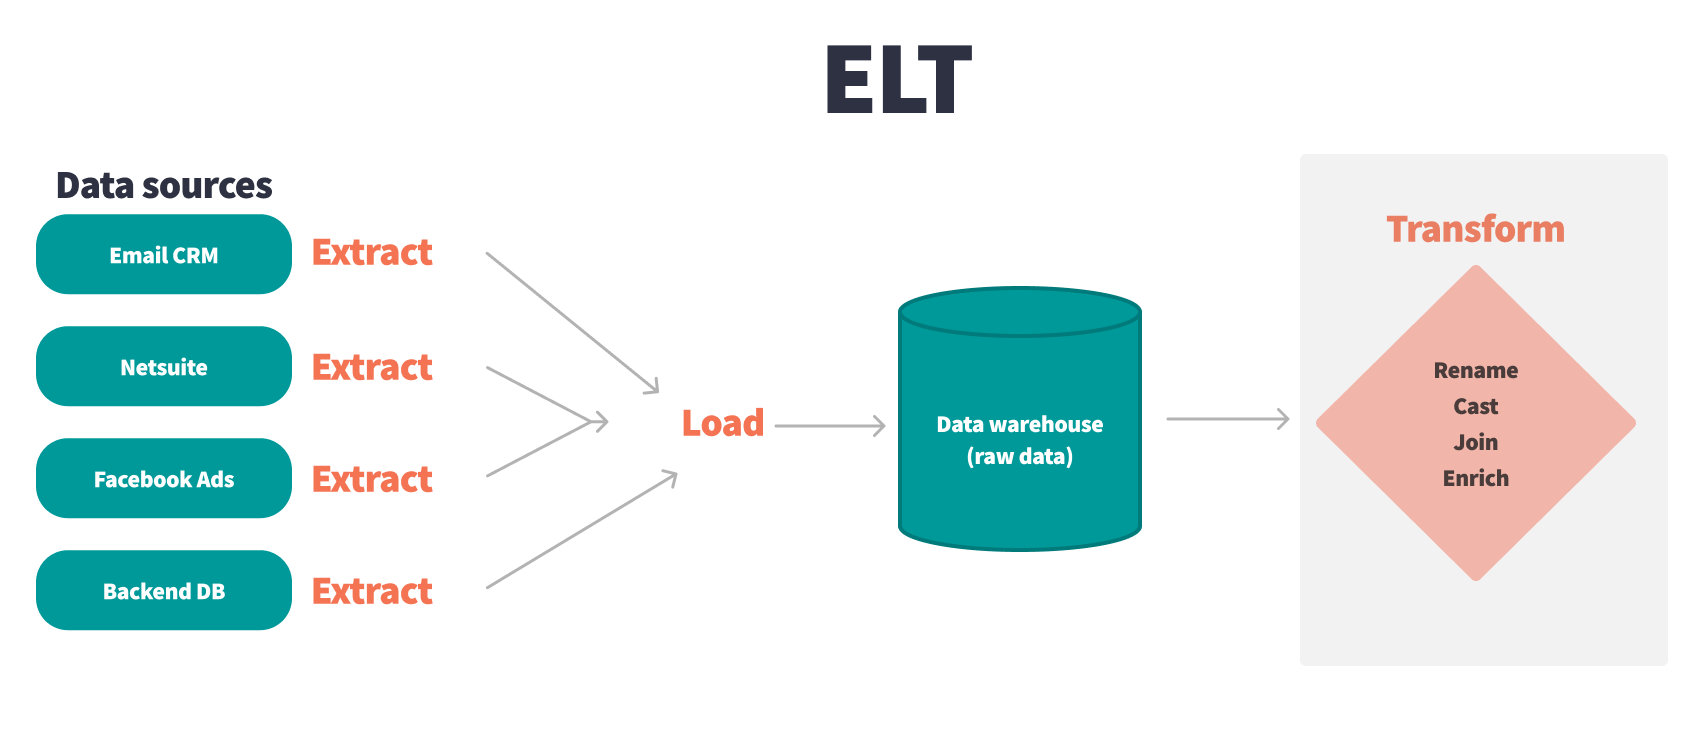 ELT
Data sources
Email CRM
Extract
Netsuite
Extract
Facebook Ads
Extract
Backend DB
Extract
Load
Data warehouse
(raw data)
Transform
Rename
Cast
Join
Enrich